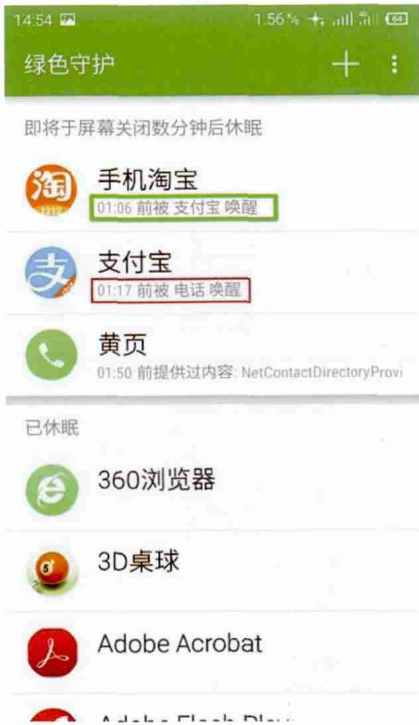 14:54 1.56% 64
绿色守护
即将于屏幕关闭数分钟后休眠
淘
手机淘宝
01:06 前被 支付宝 唤醒
支
支付宝
01:17 前被 电话 唤醒
黄页
01:50 前提供过内容: NetContactDirectoryProvi
已休眠
360浏览器
3D桌球
Adobe Acrobat